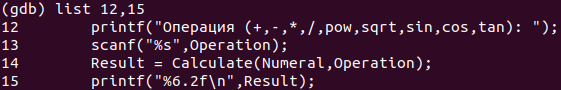 (gdb) list 12,15
12 printf("Операция (+,-,*,/,pow,sqrt,sin,cos,tan): ");
13 scanf("%s",Operation);
14 Result = Calculate(Numeral,Operation);
15 printf("%6.2f\n",Result);